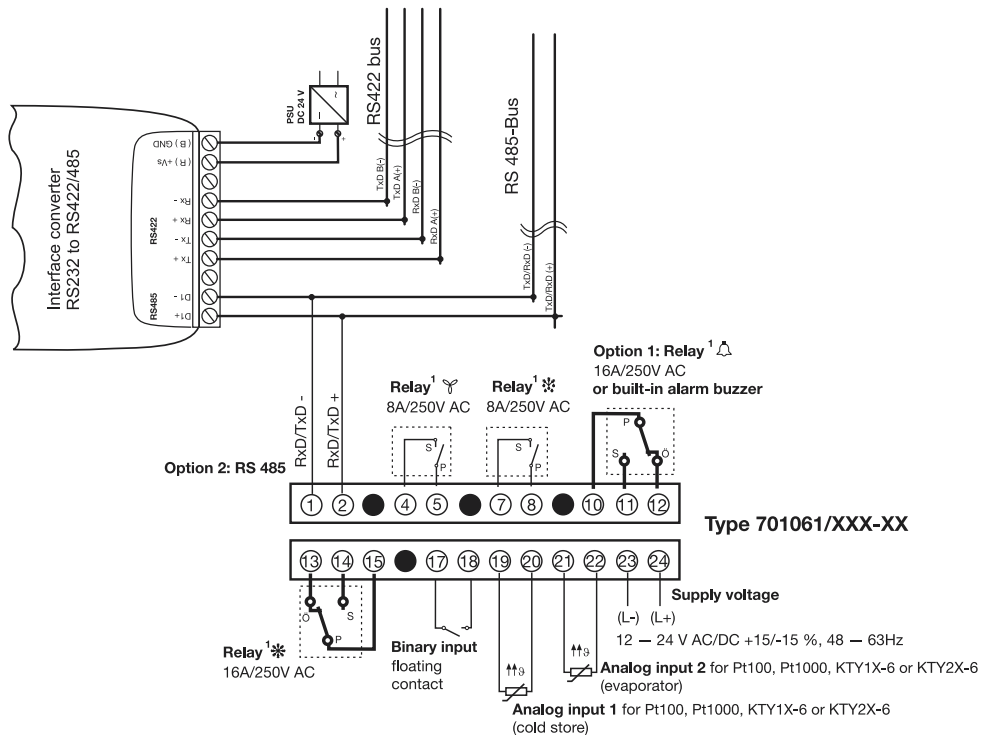 Interface converter
RS232 to RS422/485
( B ) GND
( R ) +Vs
Rx -
Rx +
Tx -
Tx +
D1 -
D1+
RS422
RS485
PSU
DC 24 V
~
–
- +
RS422 bus
RS 485-Bus
TxD B(-)
TxD A(+)
RxD B(-)
RxD A(+)
TxD/RxD (-)
TxD/RxD (+)
RxD/TxD -
RxD/TxD +
Option 2: RS 485
Relay¹
8A/250V AC
S
P
Relay¹
8A/250V AC
S
P
Option 1: Relay ¹
16A/250V AC
or built-in alarm buzzer
P
S Ö
1 2 4 5 7 8 10 11 12
Type 701061/XXX-XX
13 14 15 17 18 19 20 21 22 23 24
Ö S
P
Relay ¹
16A/250V AC
Binary input
floating
contact
ϑ
ϑ
Supply voltage
(L-) (L+)
12 – 24 V AC/DC +15/-15 %, 48 – 63Hz
Analog input 2 for Pt100, Pt1000, KTY1X-6 or KTY2X-6
(evaporator)
Analog input 1 for Pt100, Pt1000, KTY1X-6 or KTY2X-6
(cold store)